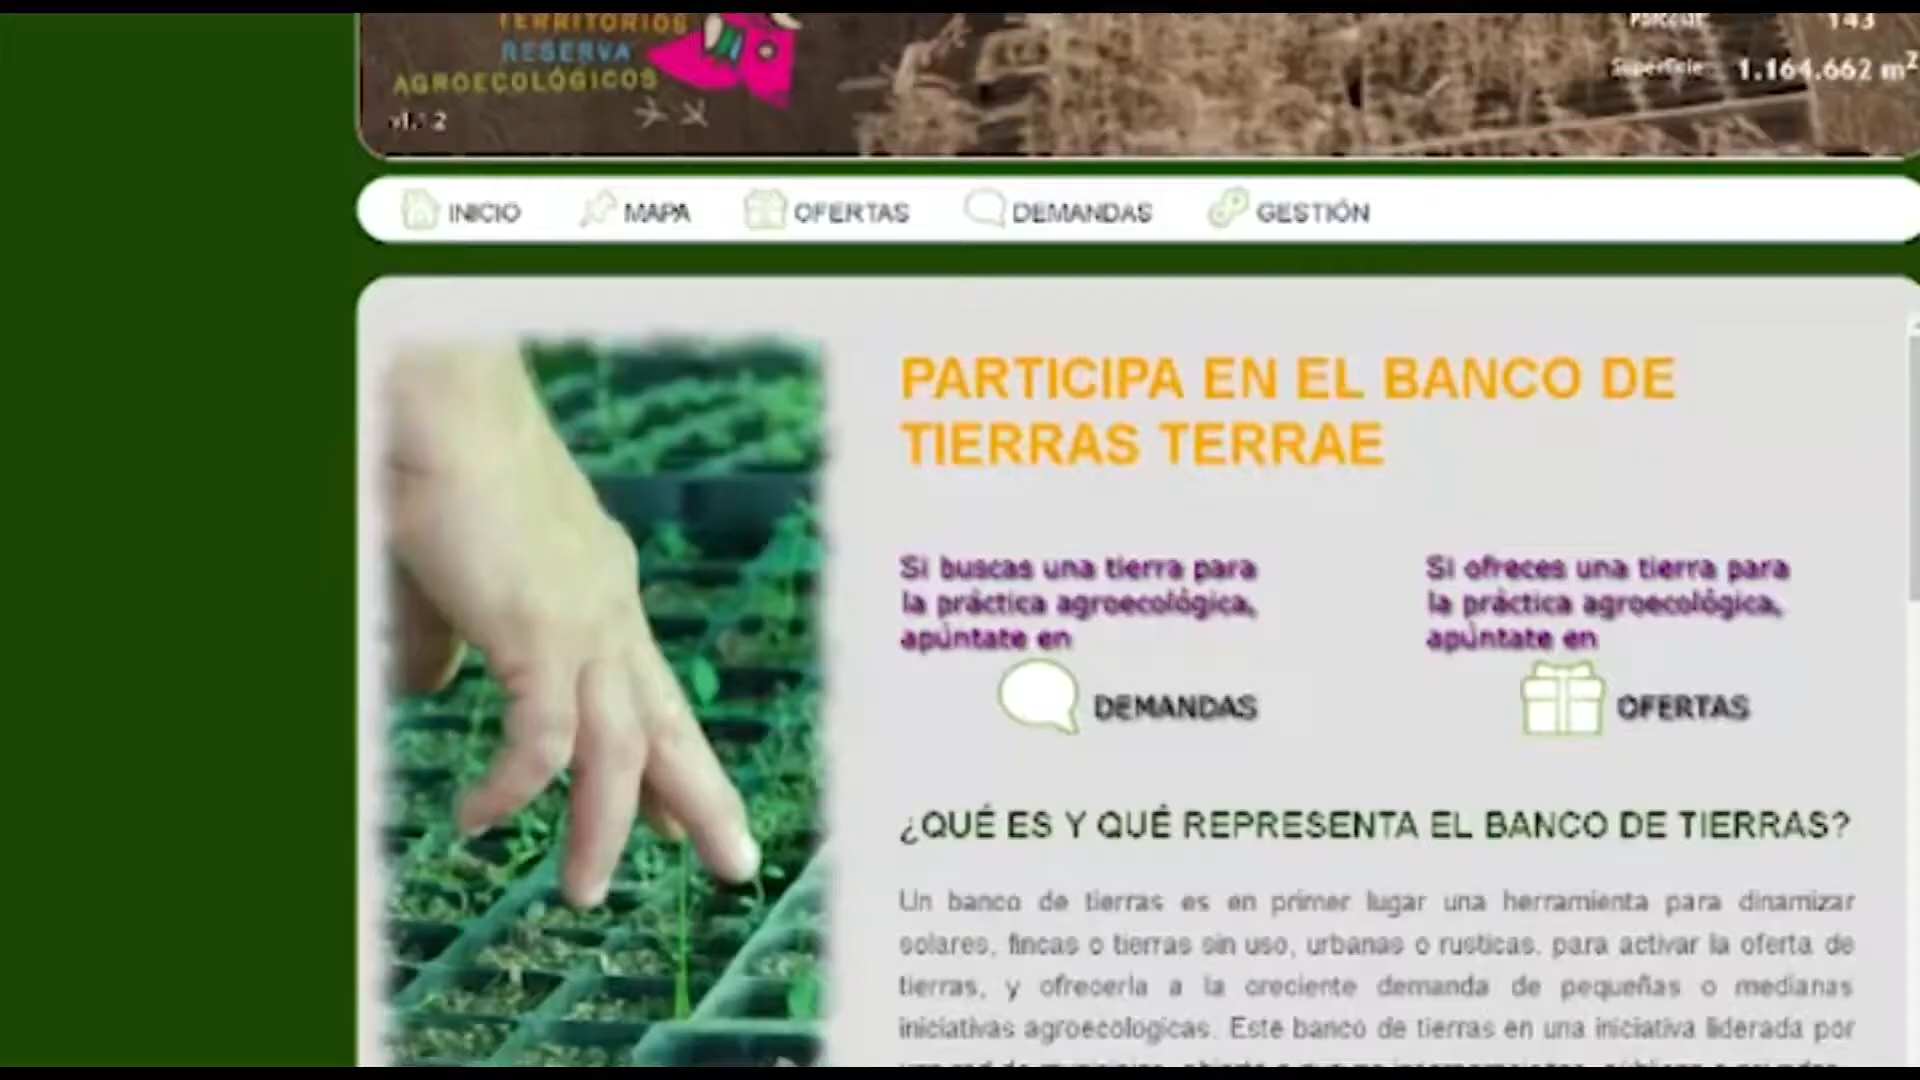 TERRITORIOS
RESERVA
AGROECOLÓGICOS
143
Superficie 1.164.662 m²
INICIO MAPA OFERTAS DEMANDAS GESTIÓN
PARTICIPA EN EL BANCO DE
TIERRAS TERRAE
Si buscas una tierra para
la práctica agroecológica,
apúntate en
DEMANDAS
Si ofreces una tierra para
la práctica agroecológica,
apúntate en
OFERTAS
¿QUÉ ES Y QUÉ REPRESENTA EL BANCO DE TIERRAS?
Un banco de tierras es en primer lugar una herramienta para dinamizar
solares, fincas o tierras sin uso, urbanas o rusticas. para activar la oferta de
tierras, y ofrecerla a la creciente demanda de pequeñas o medianas
iniciativas agroecologicas. Este banco de tierras en una iniciativa liderada por